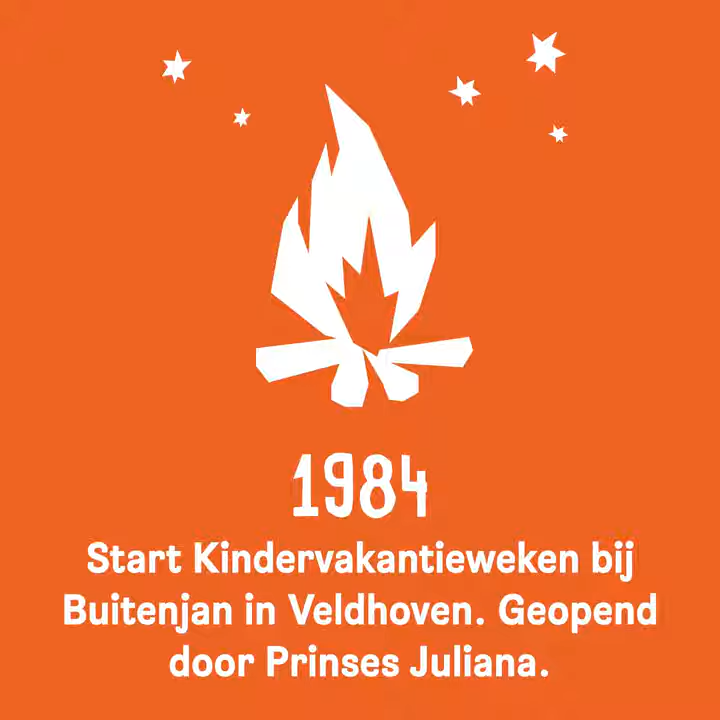 1984
Start Kindervakantieweken bij
Buitenjan in Veldhoven. Geopend
door Prinses Juliana.